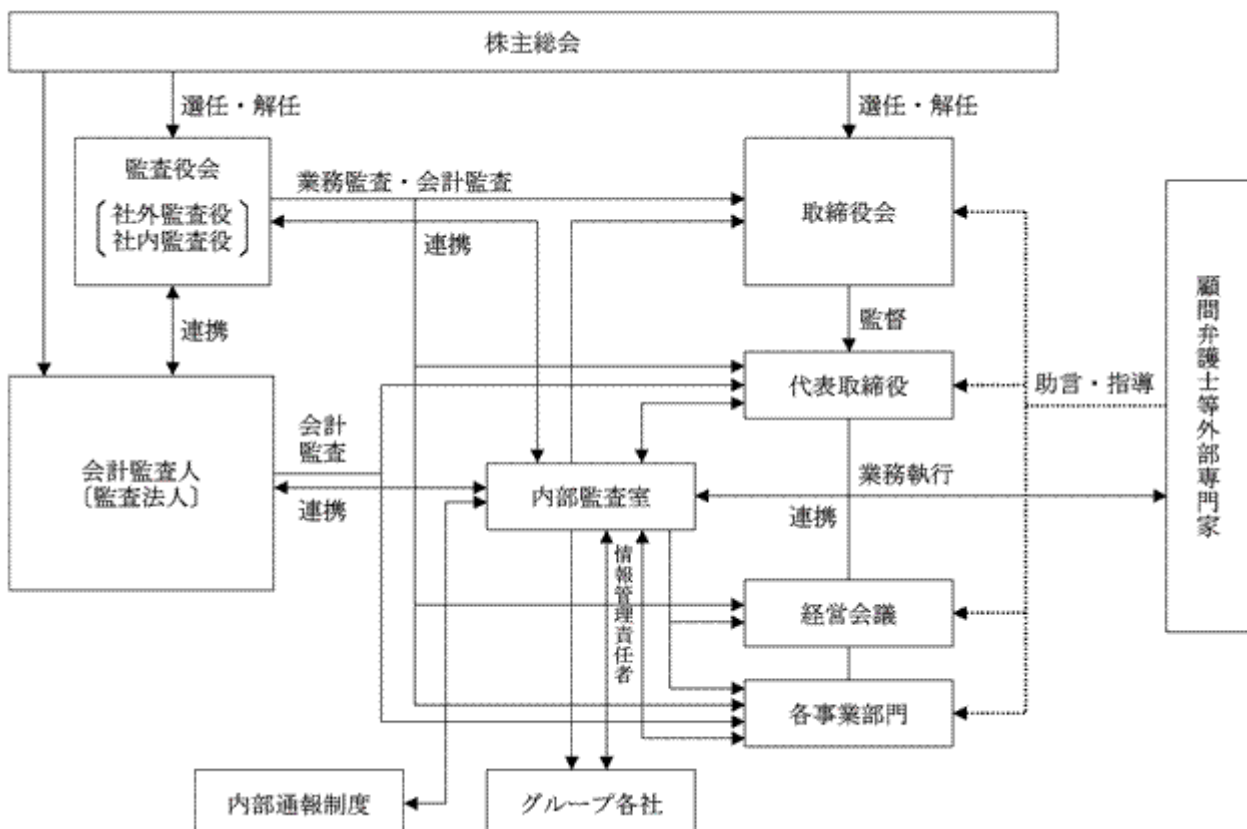 株主総会
選任・解任
選任・解任
監査役会
社外監査役
社内監査役
業務監査・会計監査
連携
取締役会
監督
連携
代表取締役
助言・指導
顧問弁護士等外部専門家
会計監査人
〔監査法人〕
会計
監査
連携
内部監査室
業務執行
連携
情報管理責任者
経営会議
各事業部門
内部通報制度
グループ各社